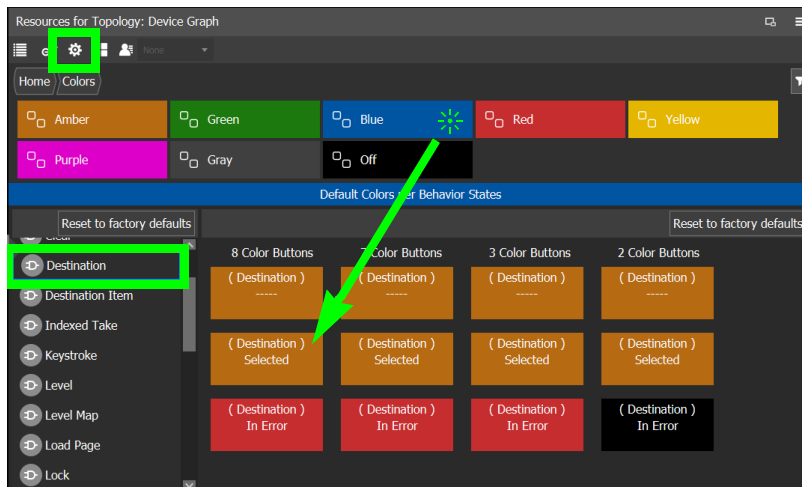 Resources for Topology: Device Graph
None
Home Colors
Amber Green Blue Red Yellow
Purple Gray Off
Default Colors per Behavior States
Reset to factory defaults Reset to factory defaults
Clear
8 Color Buttons 7 Color Buttons 3 Color Buttons 2 Color Buttons
Destination
( Destination ) ( Destination ) ( Destination ) ( Destination )
----- ----- ----- -----
Destination Item
Indexed Take
( Destination ) ( Destination ) ( Destination ) ( Destination )
Keystroke
Selected Selected Selected Selected
Level
Level Map
( Destination ) ( Destination ) ( Destination ) ( Destination )
In Error In Error In Error In Error
Load Page
Lock